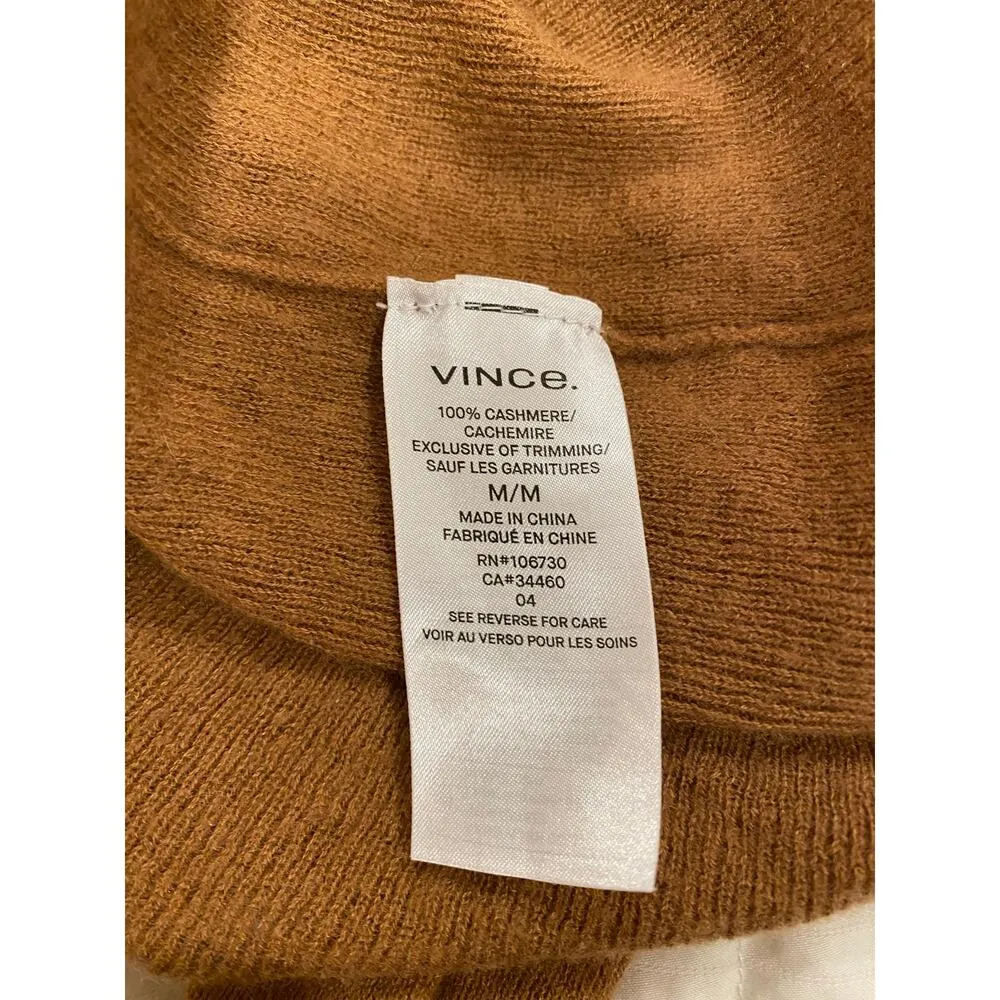 VINCe.
100% CASHMERE/
CACHEMIRE
EXCLUSIVE OF TRIMMING/
SAUF LES GARNITURES
M/M
MADE IN CHINA
FABRIQUÉ EN CHINE
RN#106730
CA#34460
04
SEE REVERSE FOR CARE
VOIR AU VERSO POUR LES SOINS